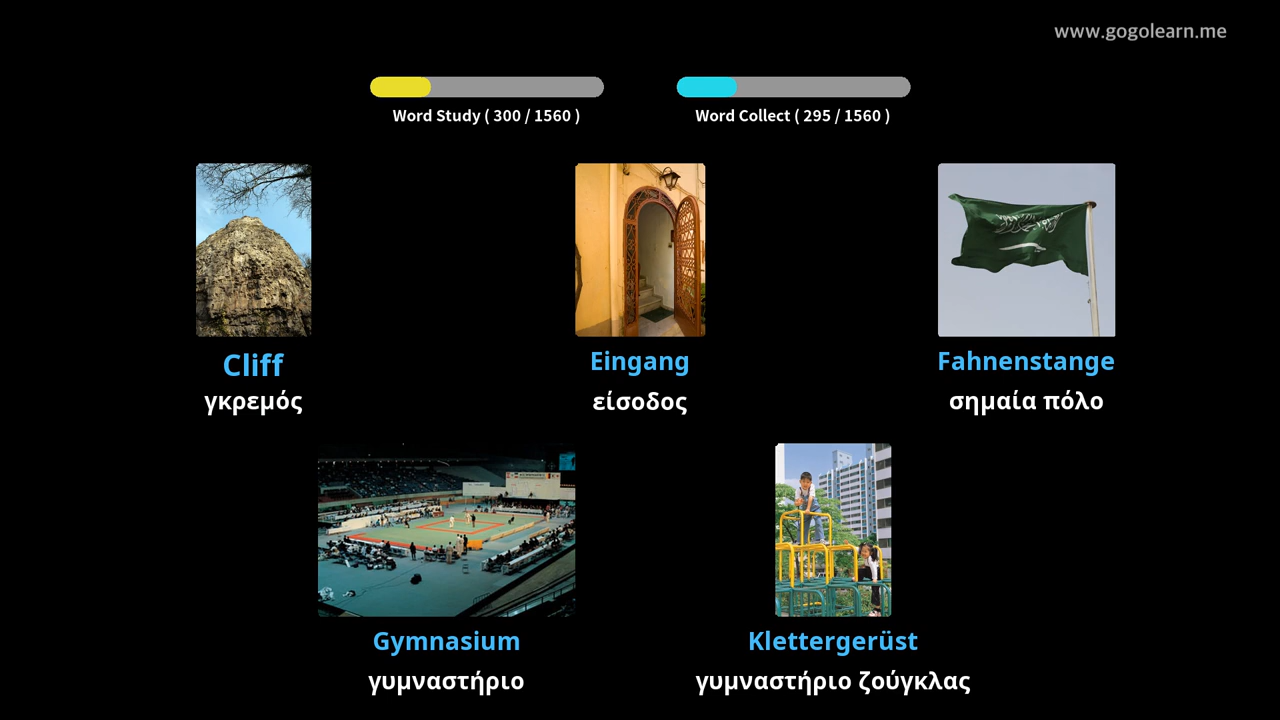 www.gogolearn.me
Word Study ( 300 / 1560 )
Word Collect ( 295 / 1560 )
Cliff
γκρεμός
Eingang
είσοδος
Fahnenstange
σημαία πόλο
Gymnasium
γυμναστήριο
Klettergerüst
γυμναστήριο ζούγκλας